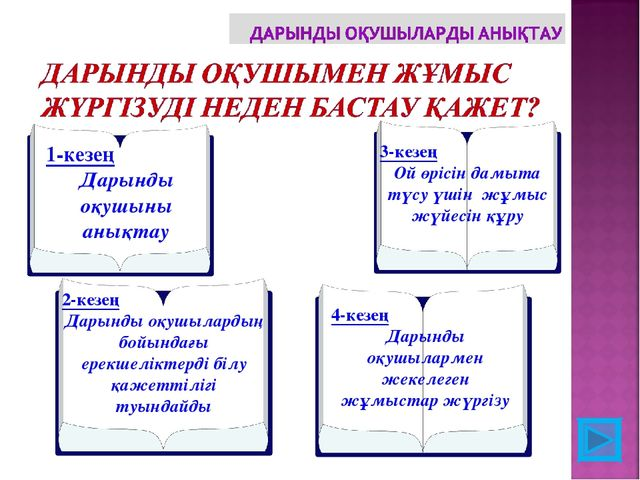 ДАРЫНДЫ ОҚУШЫЛАРДЫ АНЫҚТАУ
ДАРЫНДЫ ОҚУШЫМЕН ЖҰМЫС
ЖҮРГІЗУДІ НЕДЕН БАСТАУ ҚАЖЕТ?
1-кезең
Дарынды
оқушыны
анықтау
2-кезең
Дарынды оқушылардың
бойындағы
ерекшеліктерді білу
қажеттілігі
туындайды
3-кезең
Ой өрісін дамыта
түсу үшін жұмыс
жүйесін құру
4-кезең
Дарынды
оқушылармен
жекелеген
жұмыстар жүргізу